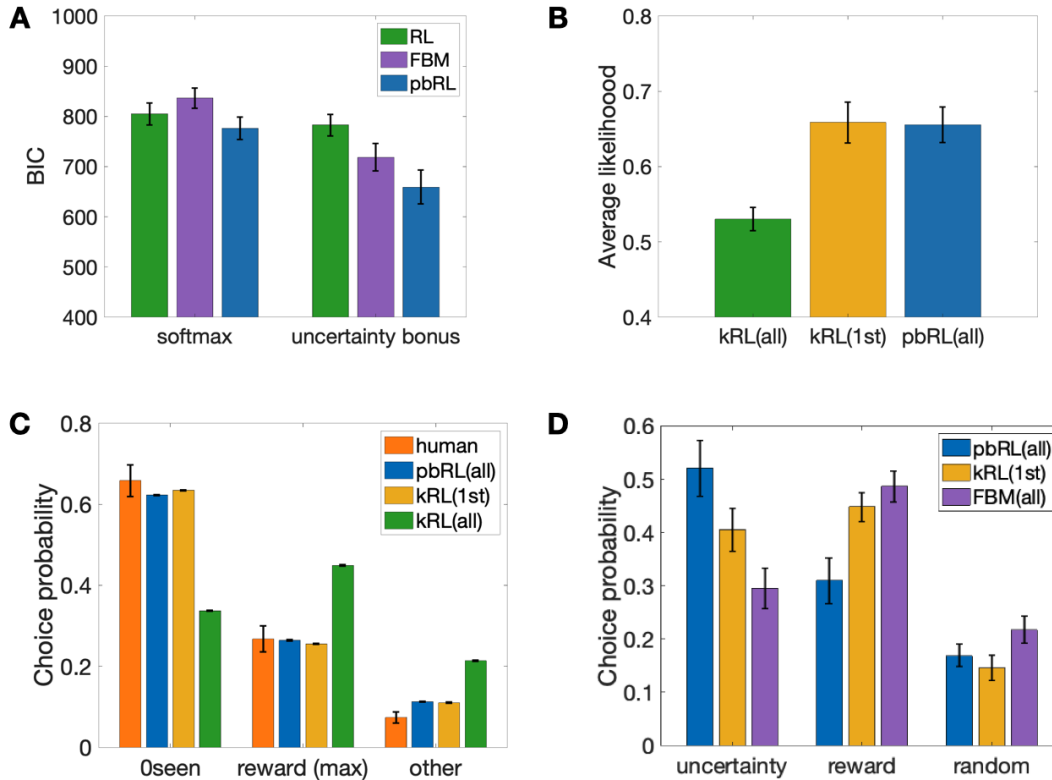 A
1000
900
800
700
600
500
400
BIC
RL
FBM
pbRL
softmax
uncertainty bonus
B
0.8
0.7
0.6
0.5
0.4
Average likelihoood
kRL(all)
kRL(1st)
pbRL(all)
C
0.8
0.6
0.4
0.2
0
Choice probability
human
pbRL(all)
kRL(1st)
kRL(all)
0seen
reward (max)
other
D
0.6
0.5
0.4
0.3
0.2
0.1
0
Choice probability
pbRL(all)
kRL(1st)
FBM(all)
uncertainty
reward
random